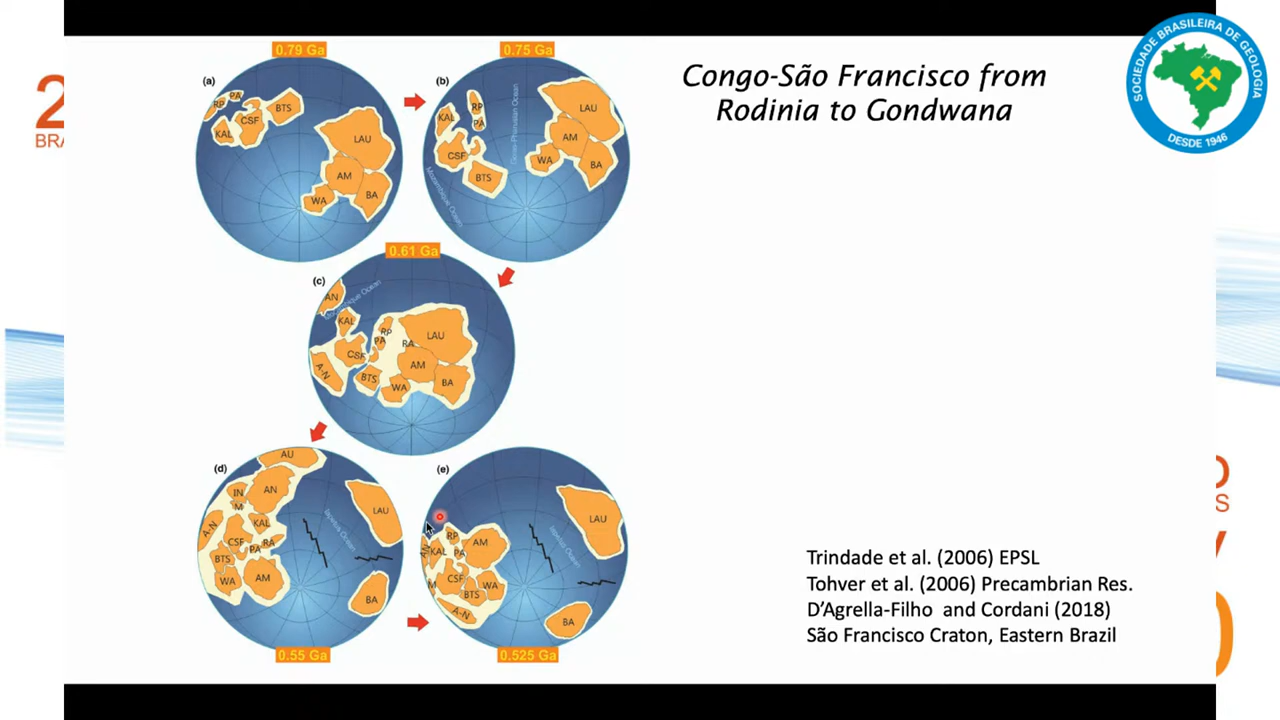 Congo-São Francisco from
Rodinia to Gondwana
SOCIEDADE BRASILEIRA DE GEOLOGIA
DESDE 1946
2
BRA
0.79 Ga
(a)
PA
RP
BTS
CSF
KAL
LAU
AM
WA
BA
0.75 Ga
(b)
RP
KAL
PA
CSF
BTS
Mozambique Ocean
LAU
AM
WA
BA
0.61 Ga
(c)
AN
KAL
RP
PA
CSF
RA
LAU
A-N
BTS
AM
WA
BA
(d)
AU
IN
AN
M
A-N
KAL
CSF
RA
PA
BTS
WA
AM
LAU
BA
0.55 Ga
(e)
RP
AM
KAL
PA
M
CSF
WA
BTS
A-N
LAU
BA
0.525 Ga
Trindade et al. (2006) EPSL
Tohver et al. (2006) Precambrian Res.
D’Agrella-Filho and Cordani (2018)
São Francisco Craton, Eastern Brazil